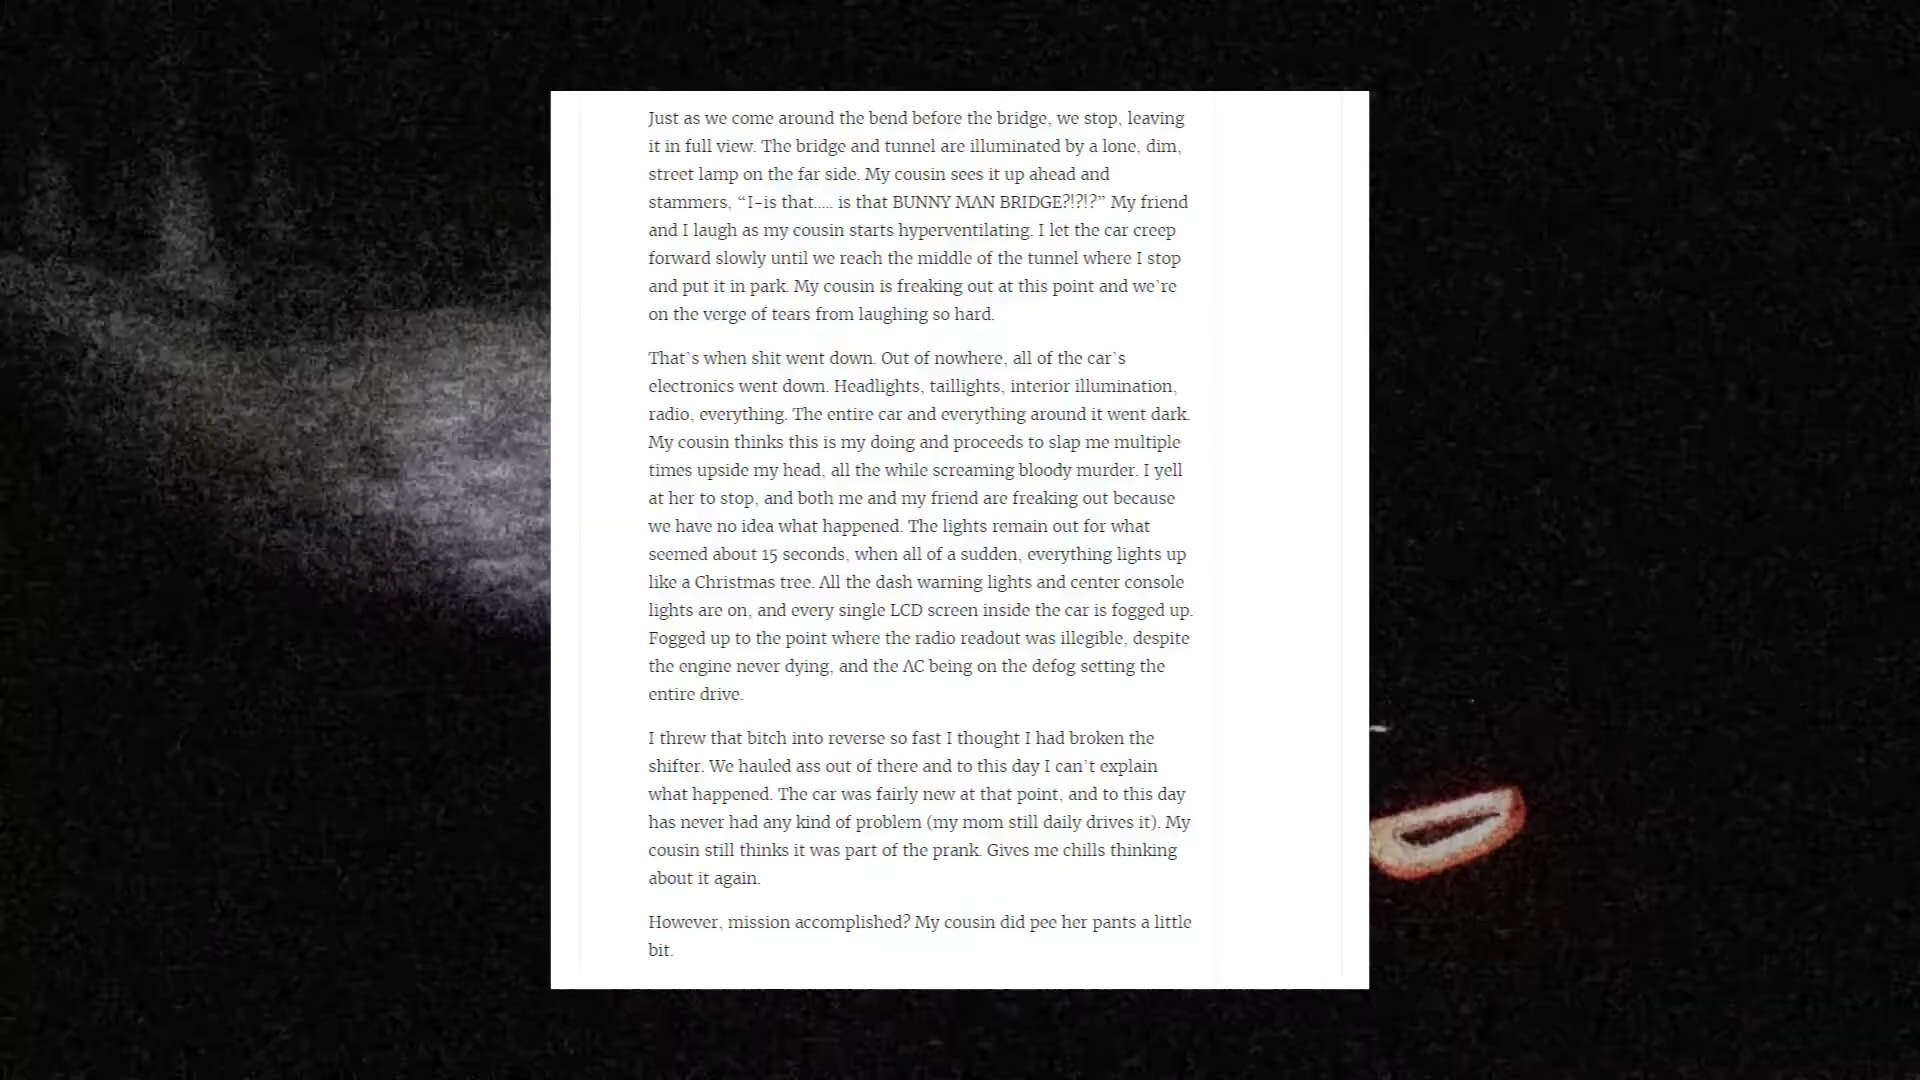 Just as we come around the bend before the bridge, we stop, leaving
it in full view. The bridge and tunnel are illuminated by a lone, dim,
street lamp on the far side. My cousin sees it up ahead and
stammers, “I-is that..... is that BUNNY MAN BRIDGE?!?!?” My friend
and I laugh as my cousin starts hyperventilating. I let the car creep
forward slowly until we reach the middle of the tunnel where I stop
and put it in park. My cousin is freaking out at this point and we’re
on the verge of tears from laughing so hard.
That’s when shit went down. Out of nowhere, all of the car’s
electronics went down. Headlights, taillights, interior illumination,
radio, everything. The entire car and everything around it went dark.
My cousin thinks this is my doing and proceeds to slap me multiple
times upside my head, all the while screaming bloody murder. I yell
at her to stop, and both me and my friend are freaking out because
we have no idea what happened. The lights remain out for what
seemed about 15 seconds, when all of a sudden, everything lights up
like a Christmas tree. All the dash warning lights and center console
lights are on, and every single LCD screen inside the car is fogged up.
Fogged up to the point where the radio readout was illegible, despite
the engine never dying, and the AC being on the defog setting the
entire drive.
I threw that bitch into reverse so fast I thought I had broken the
shifter. We hauled ass out of there and to this day I can’t explain
what happened. The car was fairly new at that point, and to this day
has never had any kind of problem (my mom still daily drives it). My
cousin still thinks it was part of the prank. Gives me chills thinking
about it again.
However, mission accomplished? My cousin did pee her pants a little
bit.